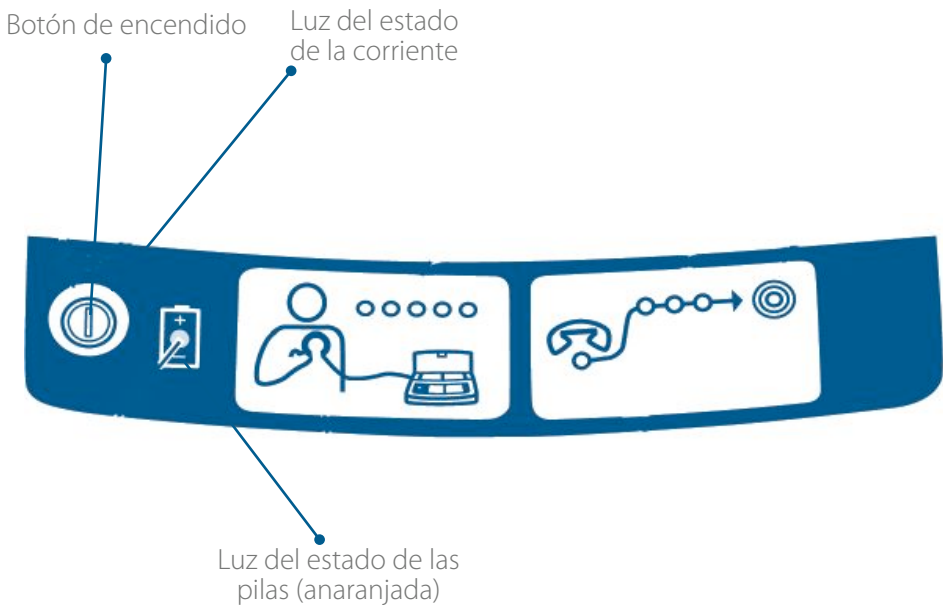 Botón de encendido
Luz del estado
de la corriente
Luz del estado de las
pilas (anaranjada)